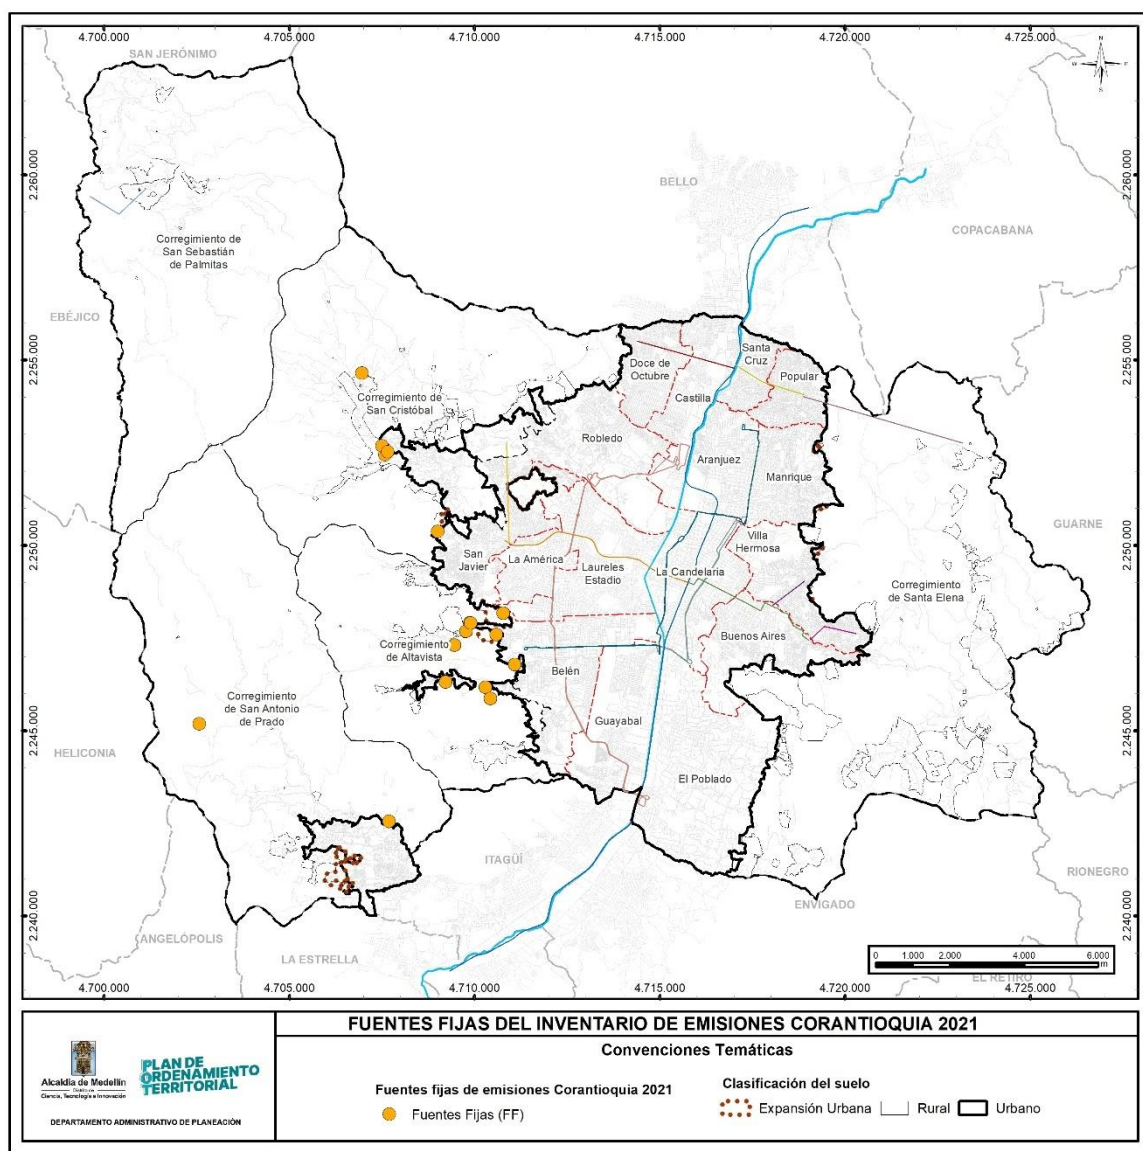 4.700.000
4.705.000
4.710.000
4.715.000
4.720.000
4.725.000
SAN JERÓNIMO
N
W
E
S
2.260.000
2.260.000
BELLO
COPACABANA
Corregimiento de
San Sebastián
de Palmitas
EBÉJICO
2.255.000
2.255.000
Santa
Cruz
Doce de
Octubre
Popular
Castilla
Corregimiento de
San Cristóbal
Robledo
Aranjuez
Manrique
GUARNE
2.250.000
2.250.000
San
Javier
La América
Laureles
Estadio
La Candelaria
Villa
Hermosa
Corregimiento
de Santa Elena
Corregimiento
de Altavista
Buenos Aires
Belén
Corregimiento
de San Antonio
de Prado
Guayabal
2.245.000
2.245.000
HELICONIA
El Poblado
ITAGÜÍ
RIONEGRO
ENVIGADO
2.240.000
2.240.000
ANGELÓPOLIS
LA ESTRELLA
0 1.000 2.000 4.000 6.000
m
EL RETIRO
4.700.000
4.705.000
4.710.000
4.715.000
4.720.000
4.725.000
Alcaldía de Medellín
Distrito de
Ciencia, Tecnología e Innovación
PLAN DE
ORDENAMIENTO
TERRITORIAL
DEPARTAMENTO ADMINISTRATIVO DE PLANEACIÓN
FUENTES FIJAS DEL INVENTARIO DE EMISIONES CORANTIOQUIA 2021
Convenciones Temáticas
Fuentes fijas de emisiones Corantioquia 2021
Fuentes Fijas (FF)
Clasificación del suelo
Expansión Urbana
Rural
Urbano